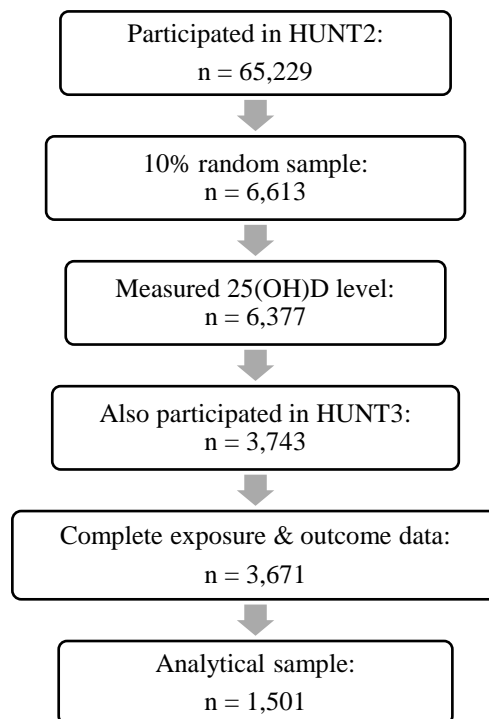 Participated in HUNT2:
n = 65,229
10% random sample:
n = 6,613
Measured 25(OH)D level:
n = 6,377
Also participated in HUNT3:
n = 3,743
Complete exposure & outcome data:
n = 3,671
Analytical sample:
n = 1,501